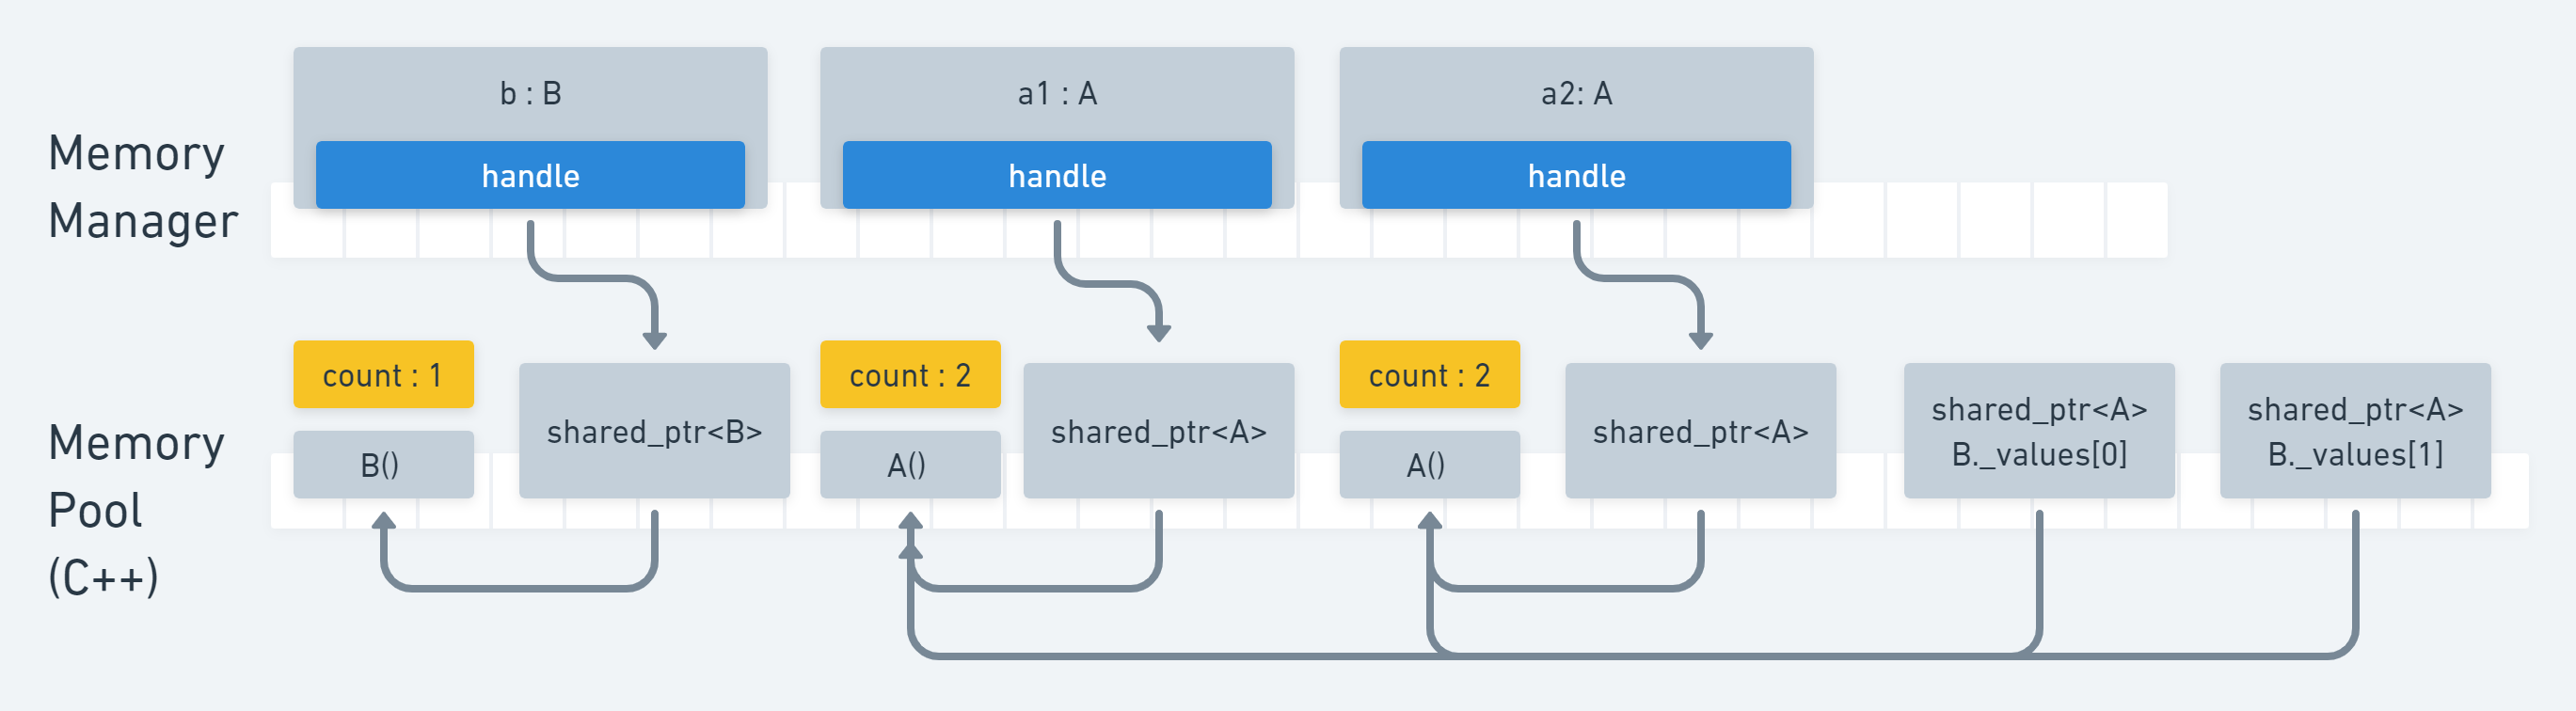 Memory
Manager
b : B
handle
a1 : A
handle
a2: A
handle
Memory
Pool
(C++)
count : 1
B()
shared_ptr<B>
count : 2
A()
shared_ptr<A>
count : 2
A()
shared_ptr<A>
shared_ptr<A>
B._values[0]
shared_ptr<A>
B._values[1]